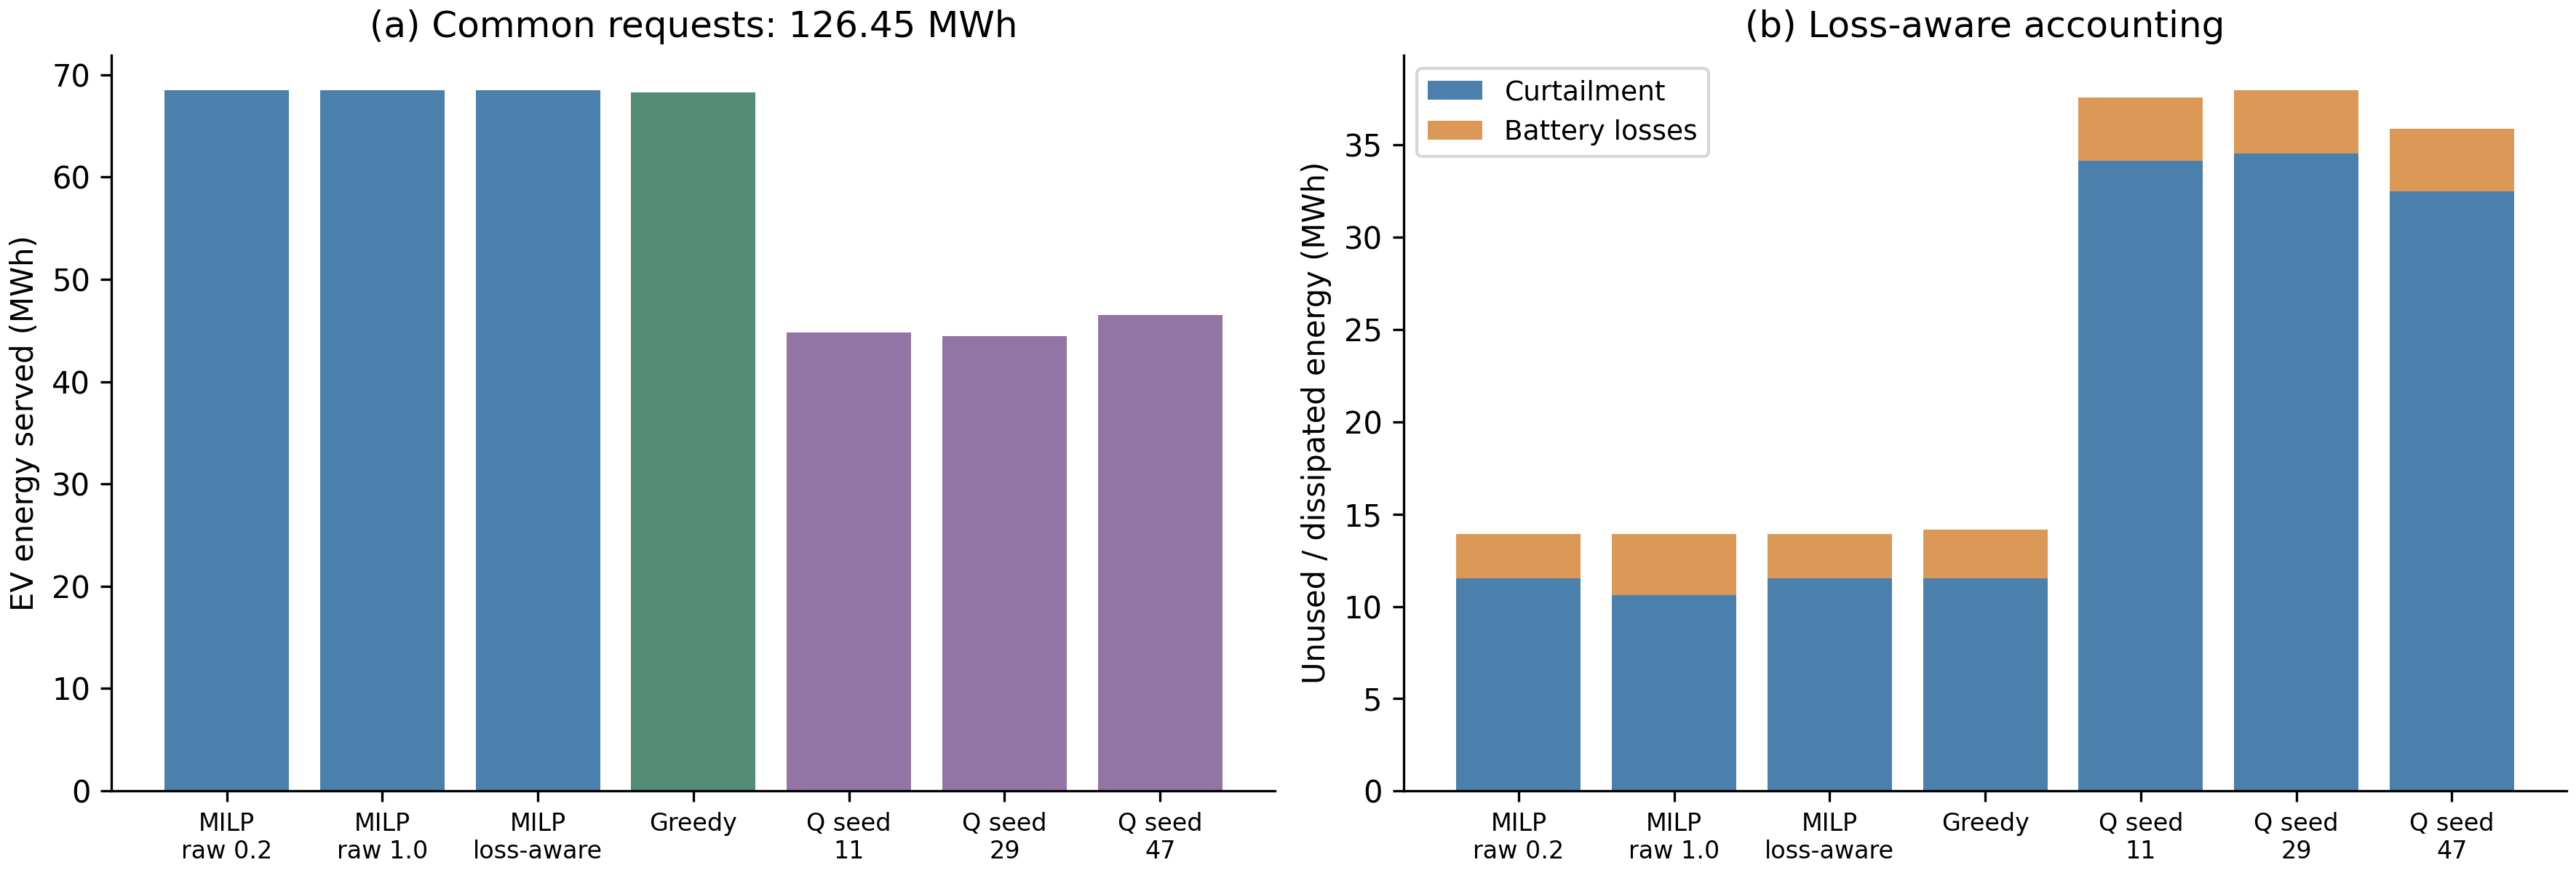 (a) Common requests: 126.45 MWh
EV energy served (MWh)
70
60
50
40
30
20
10
0
MILP
raw 0.2
MILP
raw 1.0
MILP
loss-aware
Greedy
Q seed
11
Q seed
29
Q seed
47
(b) Loss-aware accounting
Curtailment
Battery losses
Unused / dissipated energy (MWh)
35
30
25
20
15
10
5
0
MILP
raw 0.2
MILP
raw 1.0
MILP
loss-aware
Greedy
Q seed
11
Q seed
29
Q seed
47